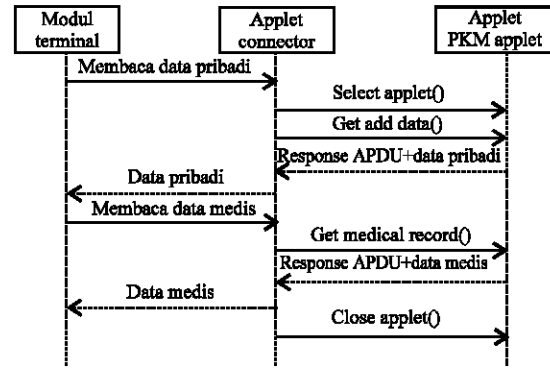 Modul
terminal
Applet
connector
Applet
PKM applet
Membaca data pribadi
Select applet()
Get add data()
Response APDU+data pribadi
Data pribadi
Membaca data medis
Get medical record()
Response APDU+data medis
Data medis
Close applet()